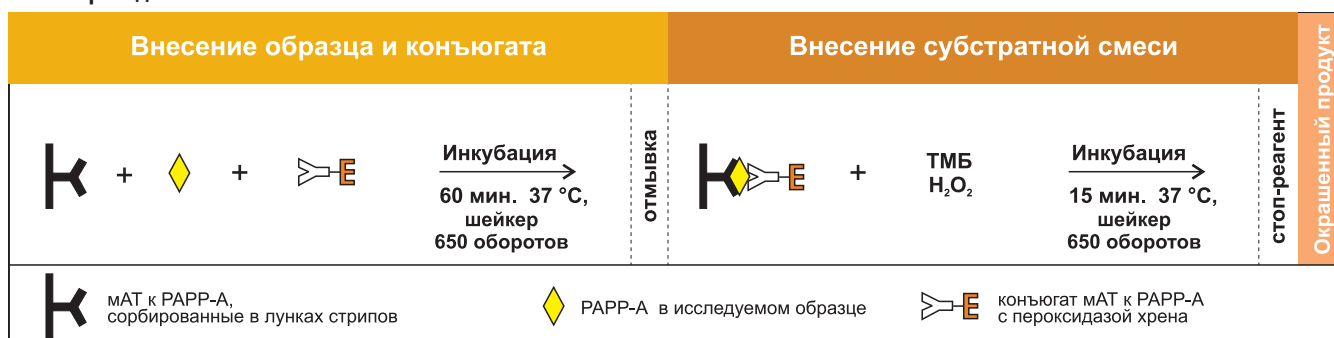 Внесение образца и конъюгата
Внесение субстратной смеси
Окрашенный продукт
+
+
E
Инкубация
60 мин. 37 °C,
шейкер
650 оборотов
отмывка
E
+
ТМБ
H₂O₂
Инкубация
15 мин. 37 °C,
шейкер
650 оборотов
стоп-реагент
мАТ к PAPP-A,
сорбированные в лунках стрипов
PAPP-A в исследуемом образце
E
конъюгат мАТ к PAPP-A
с пероксидазой хрена